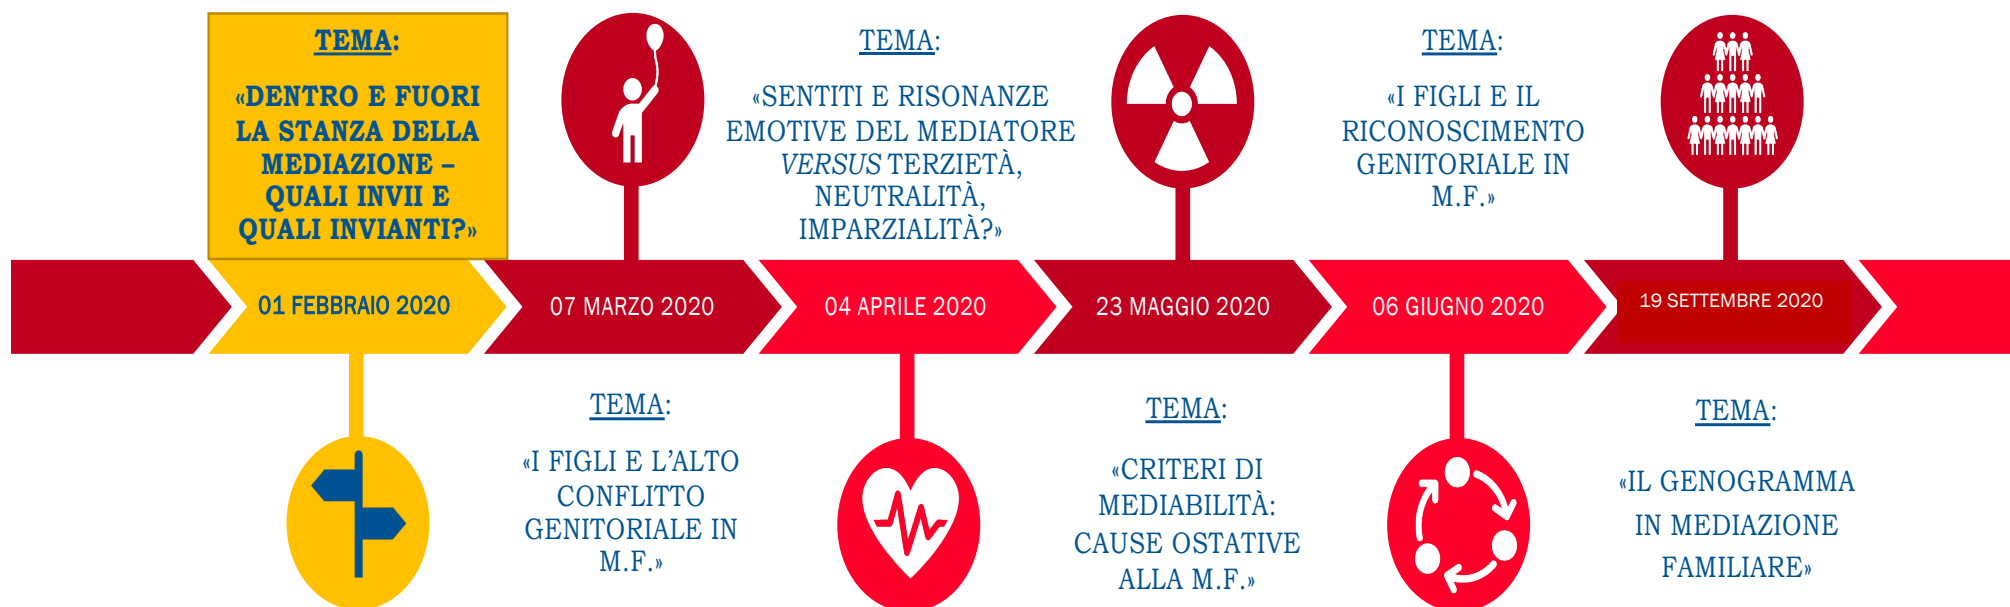 TEMA:
«DENTRO E FUORI
LA STANZA DELLA
MEDIAZIONE –
QUALI INVII E
QUALI INVIANTI?»
TEMA:
«SENTITI E RISONANZE
EMOTIVE DEL MEDIATORE
VERSUS TERZIETÀ,
NEUTRALITÀ,
IMPARZIALITÀ?»
TEMA:
«I FIGLI E IL
RICONOSCIMENTO
GENITORIALE IN
M.F.»
01 FEBBRAIO 2020
07 MARZO 2020
04 APRILE 2020
23 MAGGIO 2020
06 GIUGNO 2020
19 SETTEMBRE 2020
TEMA:
«I FIGLI E L’ALTO
CONFLITTO
GENITORIALE IN
M.F.»
TEMA:
«CRITERI DI
MEDIABILITÀ:
CAUSE OSTATIVE
ALLA M.F.»
TEMA:
«IL GENOGRAMMA
IN MEDIAZIONE
FAMILIARE»